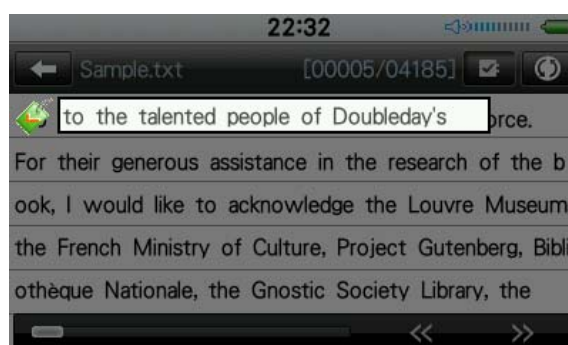 22:32
Sample.txt [00005/04185]
to the talented people of Doubleday's orce.
For their generous assistance in the research of the b
ook, I would like to acknowledge the Louvre Museum
the French Ministry of Culture, Project Gutenberg, Bibli
othèque Nationale, the Gnostic Society Library, the